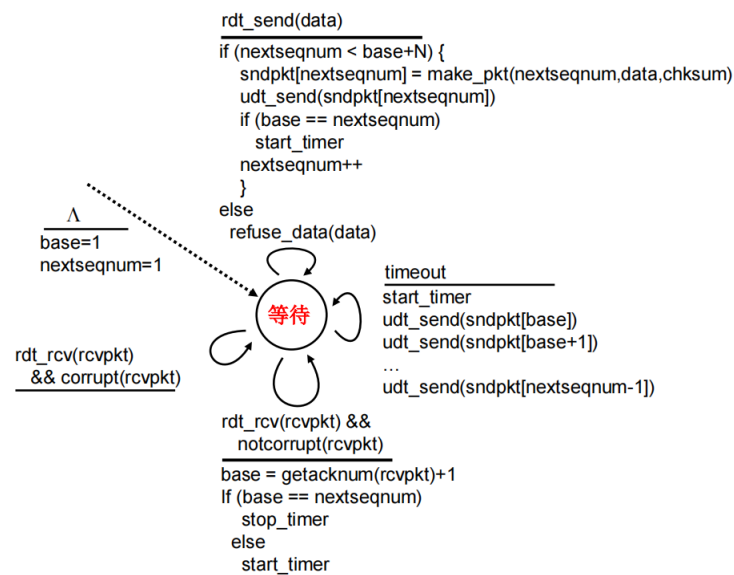 rdt_send(data)
if (nextseqnum < base+N) {
sndpkt[nextseqnum] = make_pkt(nextseqnum,data,chksum)
udt_send(sndpkt[nextseqnum])
if (base == nextseqnum)
start_timer
nextseqnum++
}
else
refuse_data(data)
Λ
base=1
nextseqnum=1
等待
timeout
start_timer
udt_send(sndpkt[base])
udt_send(sndpkt[base+1])
…
udt_send(sndpkt[nextseqnum-1])
rdt_rcv(rcvpkt)
&& corrupt(rcvpkt)
rdt_rcv(rcvpkt) &&
notcorrupt(rcvpkt)
base = getacknum(rcvpkt)+1
If (base == nextseqnum)
stop_timer
else
start_timer